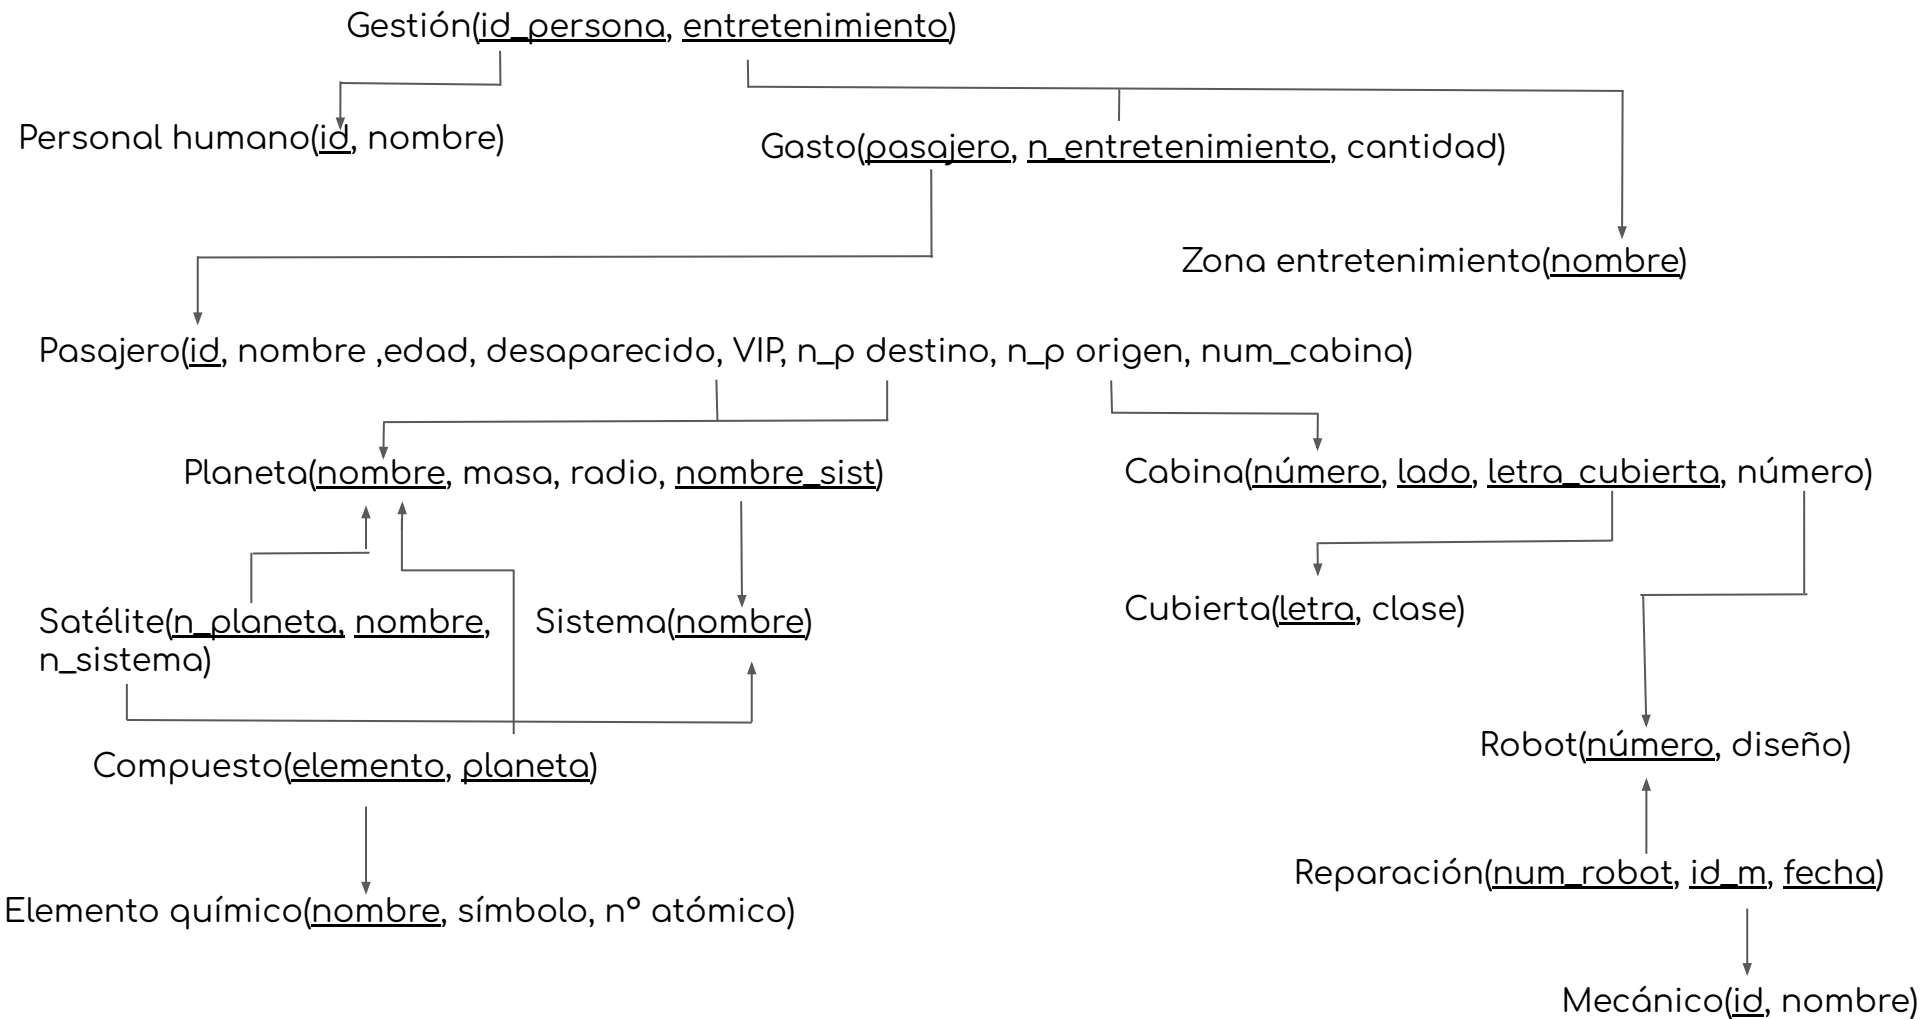 Gestión(id_persona, entretenimiento)
Personal humano(id, nombre)
Gasto(pasajero, n_entretenimiento, cantidad)
Zona entretenimiento(nombre)
Pasajero(id, nombre ,edad, desaparecido, VIP, n_p destino, n_p origen, num_cabina)
Planeta(nombre, masa, radio, nombre_sist)
Cabina(número, lado, letra_cubierta, número)
Satélite(n_planeta, nombre,
n_sistema)
Sistema(nombre)
Cubierta(letra, clase)
Robot(número, diseño)
Compuesto(elemento, planeta)
Reparación(num_robot, id_m, fecha)
Elemento químico(nombre, símbolo, nº atómico)
Mecánico(id, nombre)